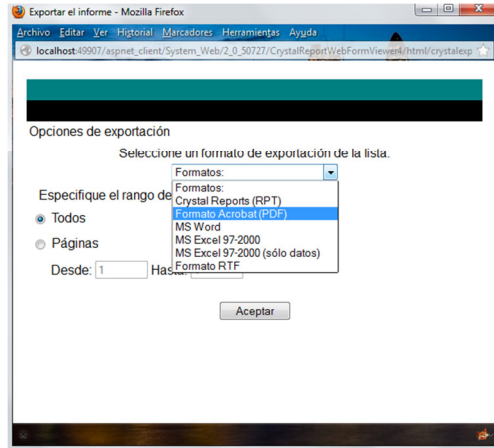 Exportar el informe - Mozilla Firefox
Archivo Editar Ver Historial Marcadores Herramientas Ayuda
localhost:49907/aspnet_client/System_Web/2_0_50727/CrystalReportWebFormViewer4/html/crystalexp
Opciones de exportación
Seleccione un formato de exportación de la lista.
Formatos:
Formatos:
Especifique el rango de
Crystal Reports (RPT)
Todos
Formato Acrobat (PDF)
MS Word
Páginas
MS Excel 97-2000
MS Excel 97-2000 (sólo datos)
Desde: 1 Hasta:
Formato RTF
Aceptar